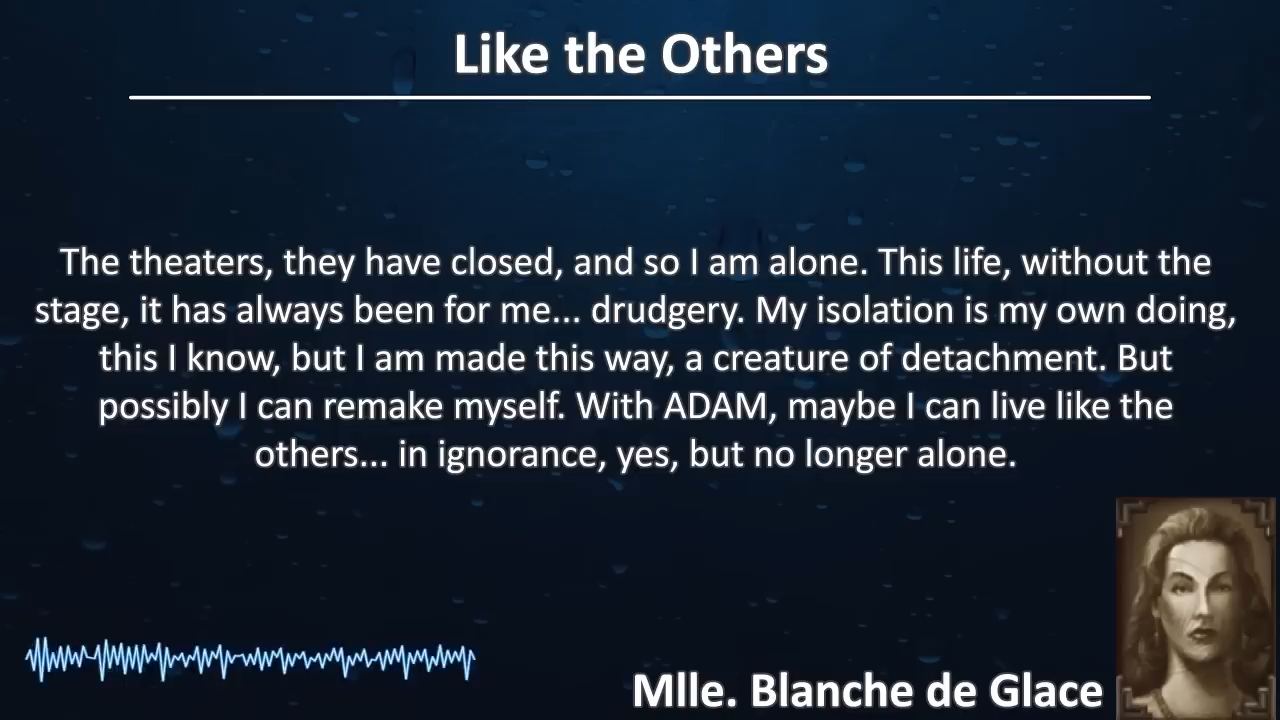 Like the Others
The theaters, they have closed, and so I am alone. This life, without the
stage, it has always been for me... drudgery. My isolation is my own doing,
this I know, but I am made this way, a creature of detachment. But
possibly I can remake myself. With ADAM, maybe I can live like the
others... in ignorance, yes, but no longer alone.
Mlle. Blanche de Glace